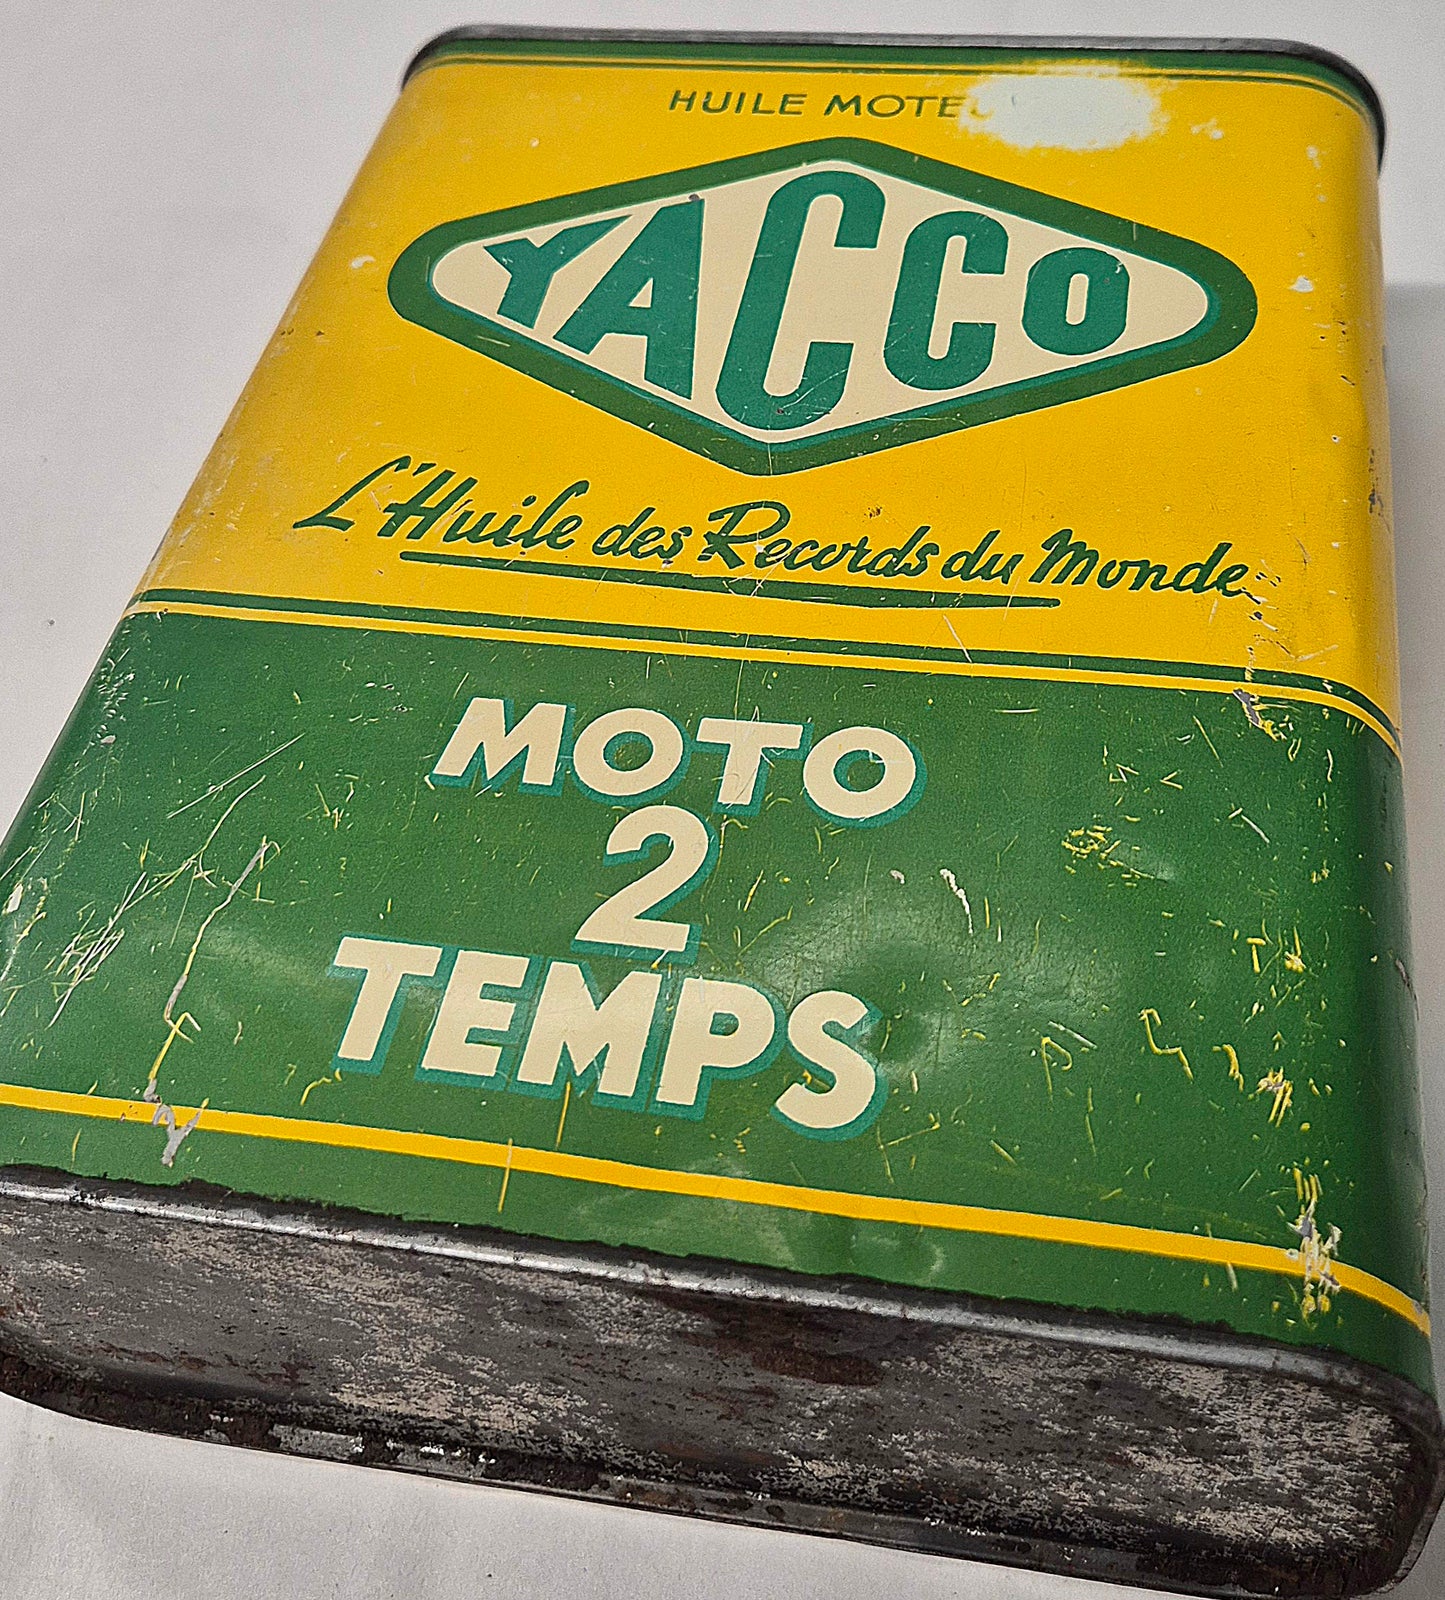 HUILE MOTE
YACCO
L'Huile des Records du Monde
MOTO
2
TEMPS